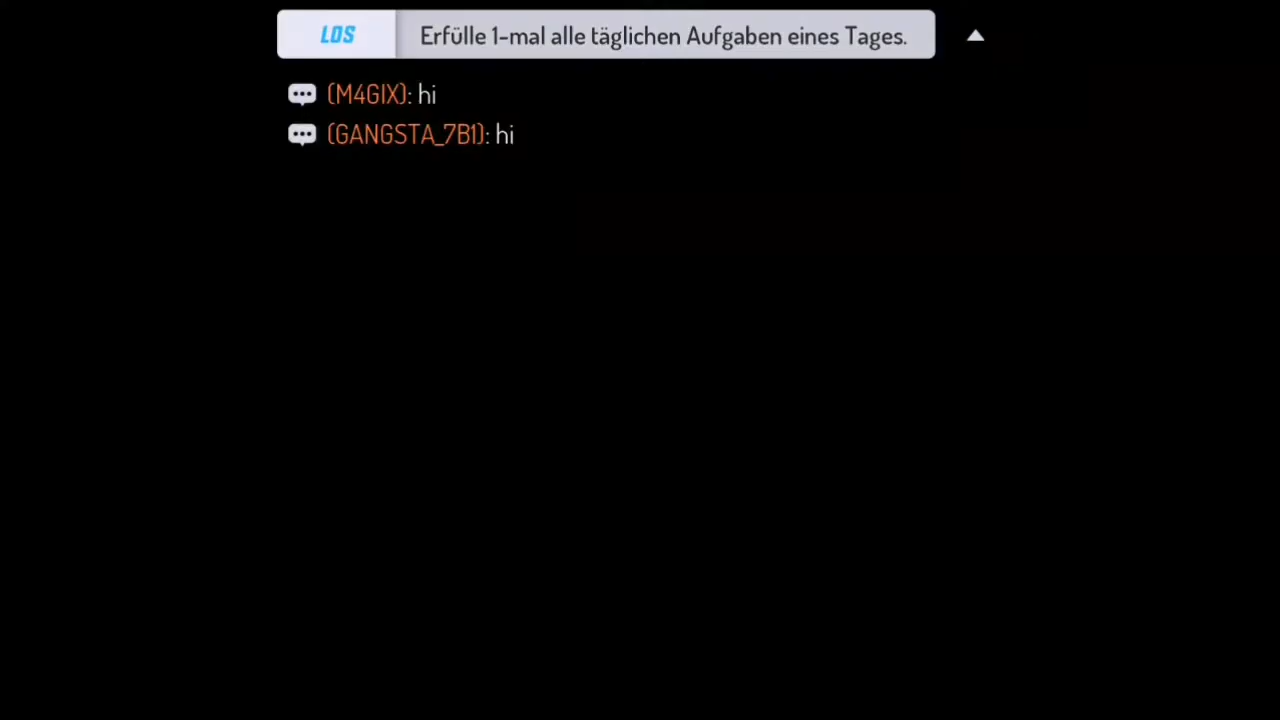 LOS Erfülle 1-mal alle täglichen Aufgaben eines Tages.
(M4GIX): hi
(GANGSTA_7B1): hi